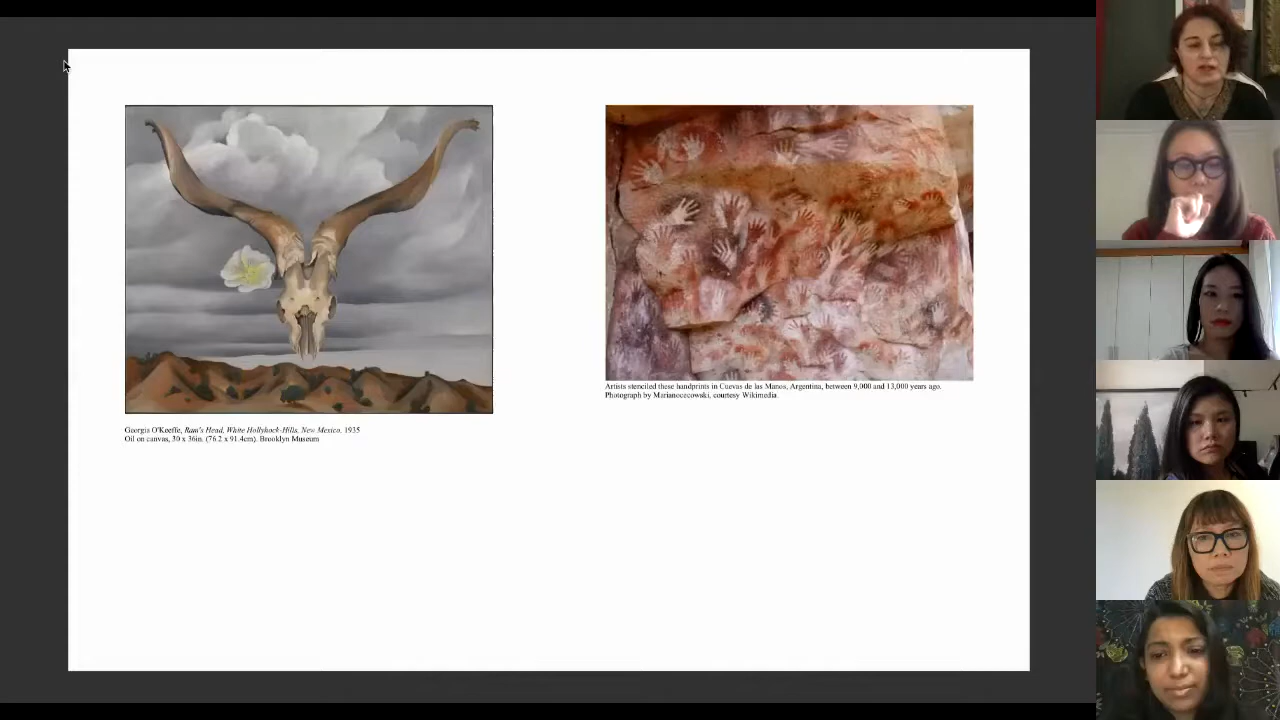 Georgia O'Keeffe, Ram's Head, White Hollyhock-Hills, New Mexico, 1935
Oil on canvas, 30 x 36in. (76.2 x 91.4cm). Brooklyn Museum
Artists stenciled these handprints in Cuevas de las Manos, Argentina, between 9,000 and 13,000 years ago.
Photograph by Marianocecowski, courtesy Wikimedia.